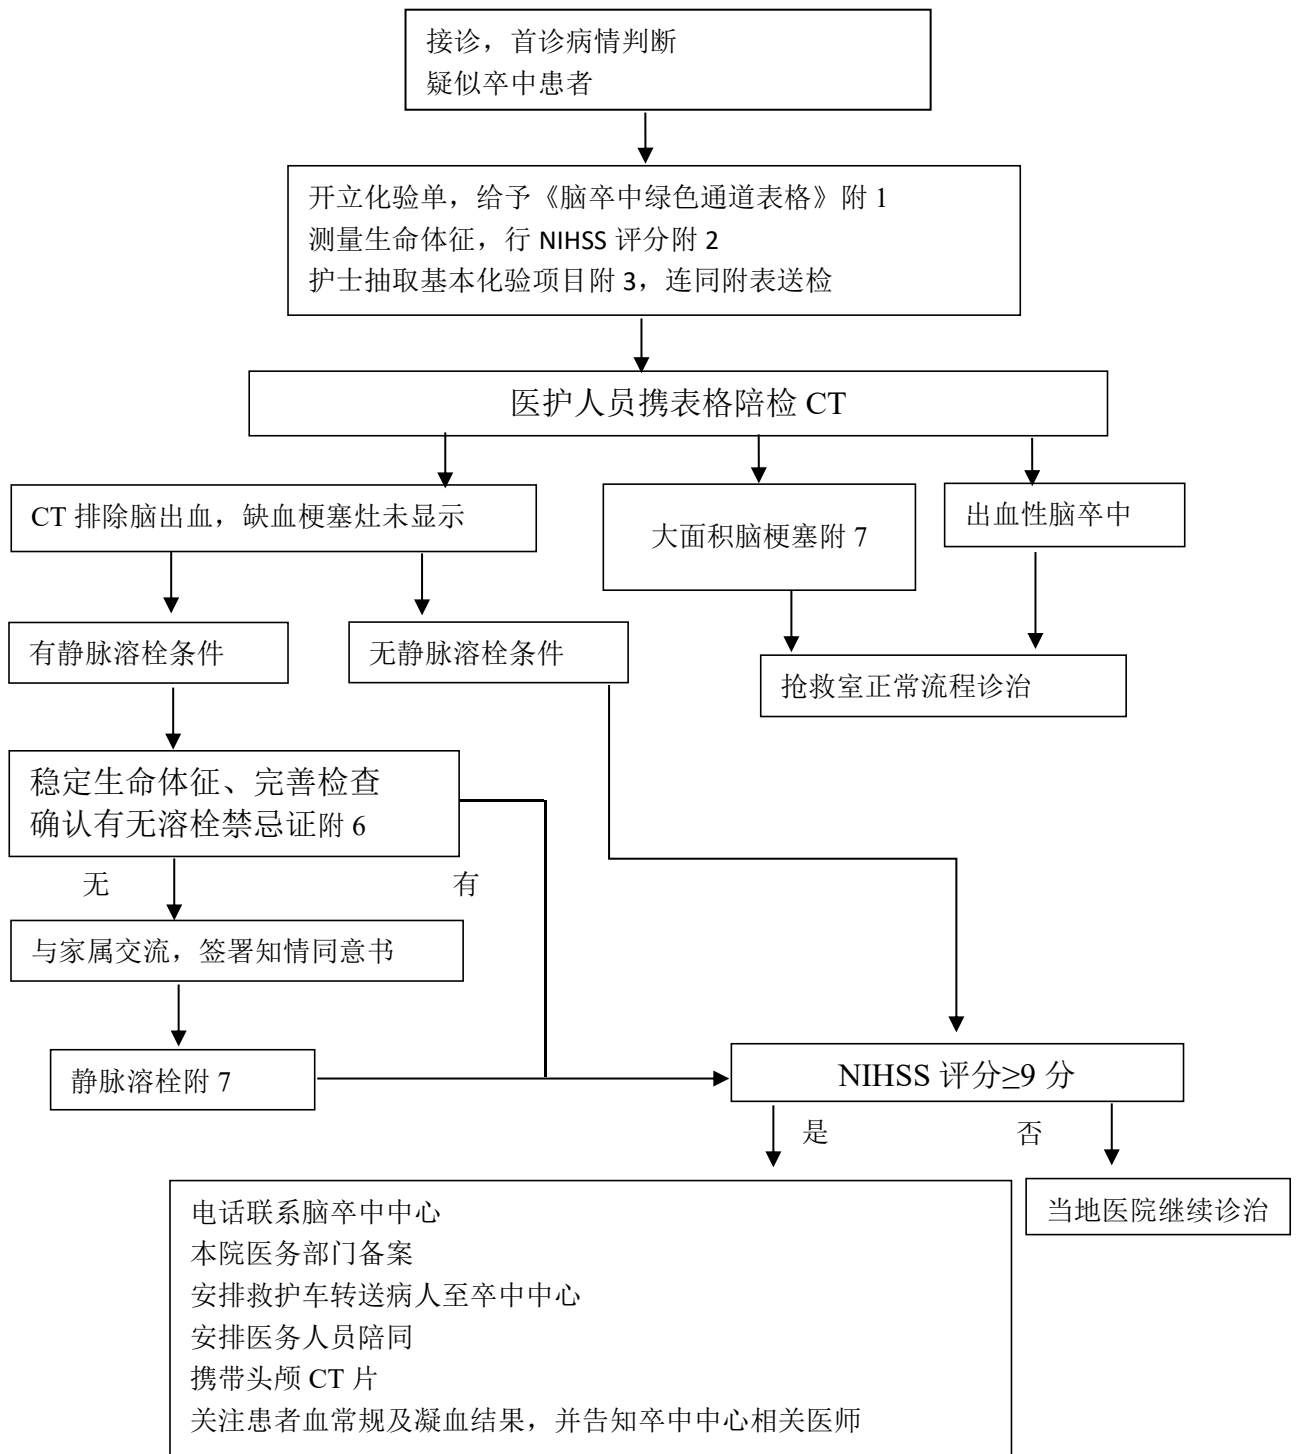 接诊，首诊病情判断
疑似卒中患者
开立化验单，给予《脑卒中绿色通道表格》附 1
测量生命体征，行 NIHSS 评分附 2
护士抽取基本化验项目附 3，连同附表送检
医护人员携表格陪检 CT
CT 排除脑出血，缺血梗塞灶未显示
大面积脑梗塞附 7
出血性脑卒中
有静脉溶栓条件
无静脉溶栓条件
抢救室正常流程诊治
稳定生命体征、完善检查
确认有无溶栓禁忌证附 6
无
有
与家属交流，签署知情同意书
静脉溶栓附 7
NIHSS 评分≥9 分
是
否
电话联系脑卒中中心
本院医务部门备案
安排救护车转送病人至卒中中心
安排医务人员陪同
携带头颅 CT 片
关注患者血常规及凝血结果，并告知卒中中心相关医师
当地医院继续诊治